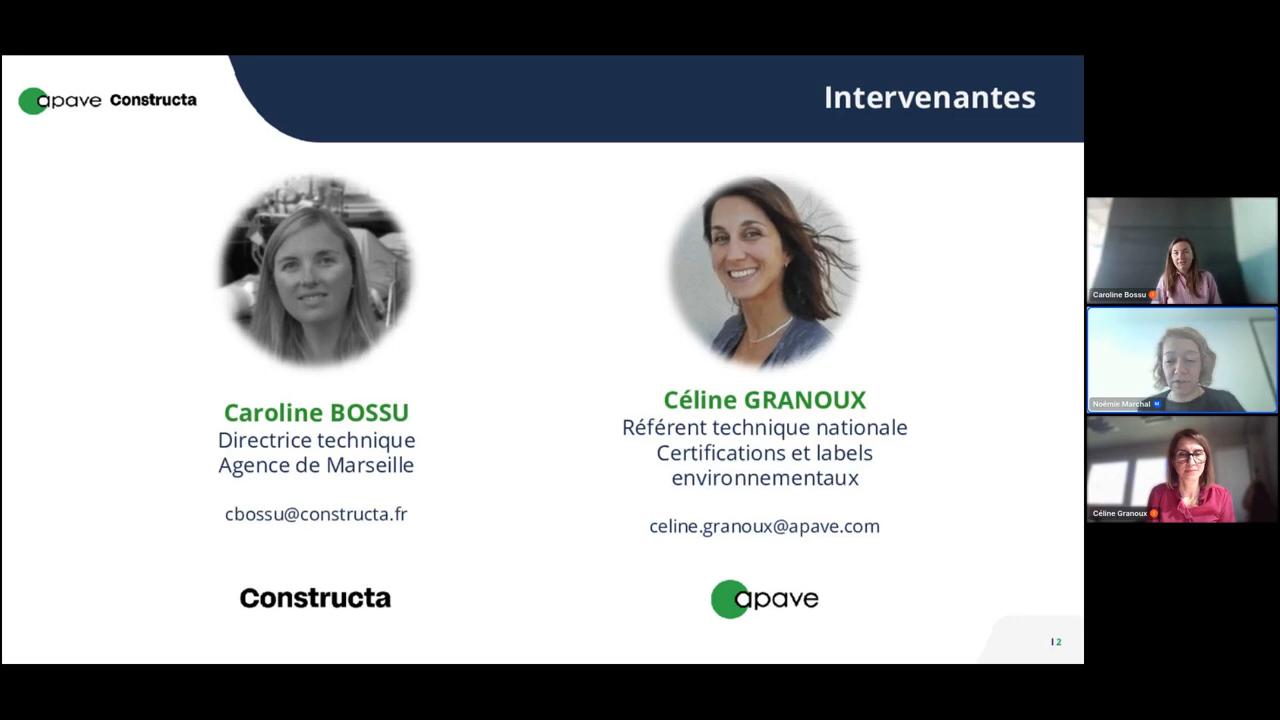 apave Constructa
Intervenantes
Caroline BOSSU
Directrice technique
Agence de Marseille
cbossu@constructa.fr
Constructa
Céline GRANOUX
Référent technique nationale
Certifications et labels
environnementaux
celine.granoux@apave.com
apave
I 2
Caroline Bossu
Noémie Marchal M
Céline Granoux